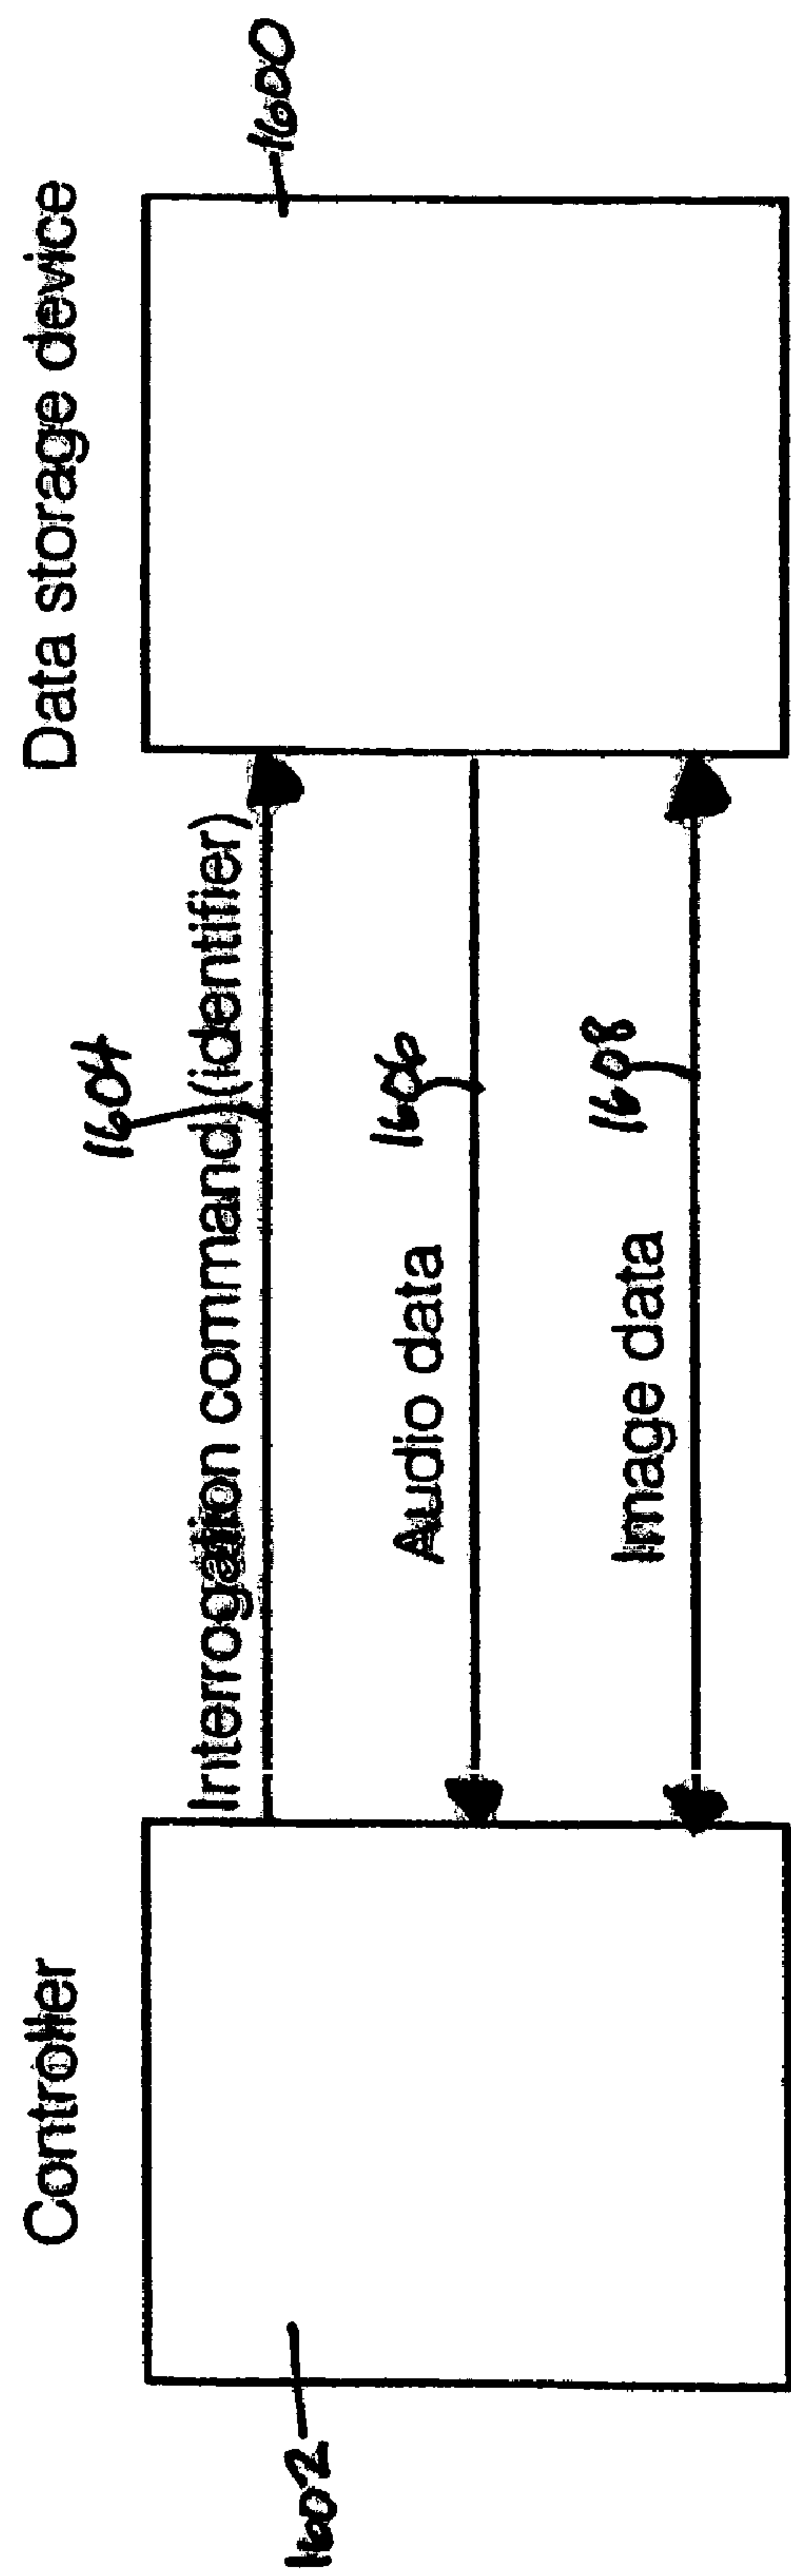 Controller
Data storage device
1604
Interrogation command (identifier)
1600
1602
Audio data
1606
Image data
1608